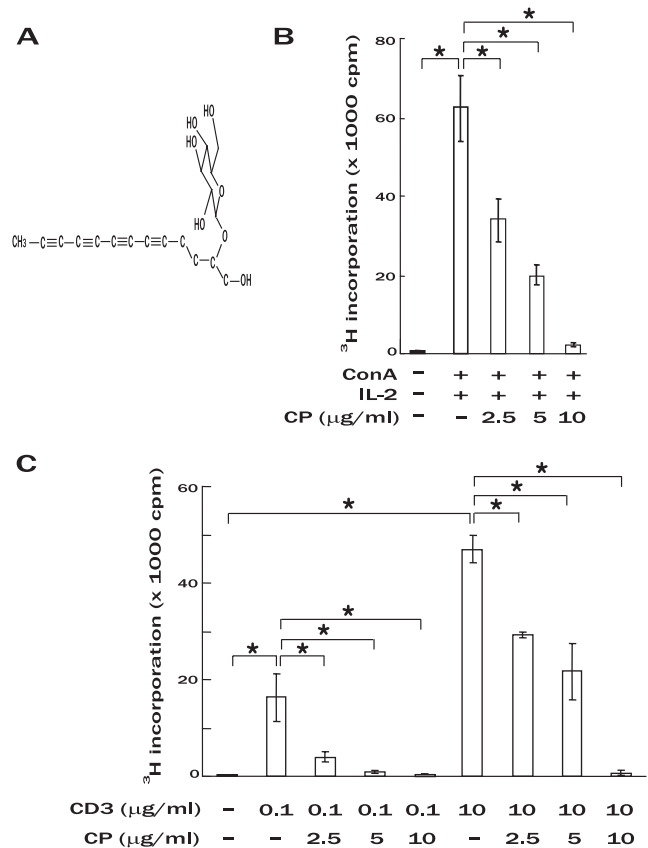 A
HO
HO
HO
O
HO
O
CH3—C≡C—C≡C—C≡C—C≡C—C
C—C
C—OH
B
*
*
* *
³H incorporation (x 1000 cpm)
80
60
40
20
0
ConA – + + + +
IL-2 – + + + +
CP (μg/ml) – – 2.5 5 10
C
*
*
* *
*
*
* *
³H incorporation (x 1000 cpm)
60
40
20
0
CD3 (μg/ml) – 0.1 0.1 0.1 0.1 10 10 10 10
CP (μg/ml) – – 2.5 5 10 – 2.5 5 10